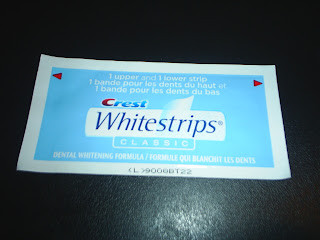 1 upper and 1 lower strip
1 bande pour les dents du haut et
1 bande pour les dents du bas
Crest
Whitestrips®
CLASSIC
DENTAL WHITENING FORMULA / FORMULE QUI BLANCHIT LES DENTS
(L)9008BT22